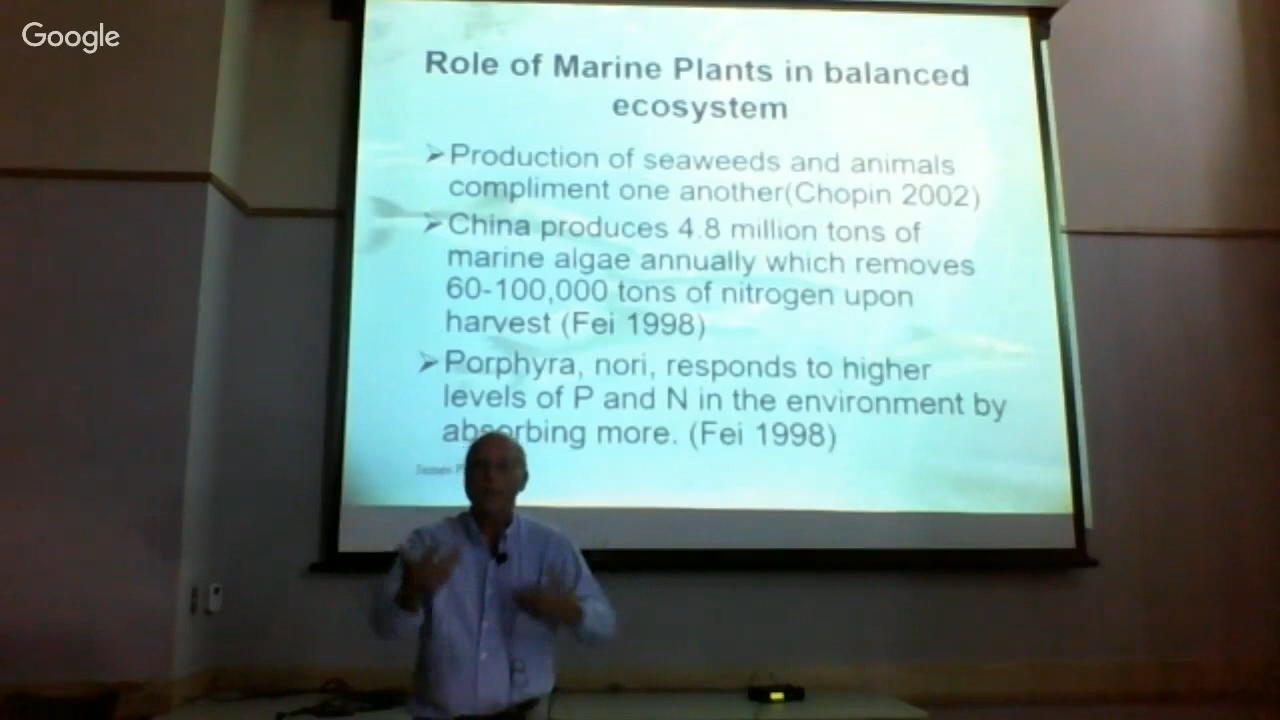 Google
Role of Marine Plants in balanced
ecosystem
➢Production of seaweeds and animals
compliment one another(Chopin 2002)
➢China produces 4.8 million tons of
marine algae annually which removes
60-100,000 tons of nitrogen upon
harvest (Fei 1998)
➢Porphyra, nori, responds to higher
levels of P and N in the environment by
absorbing more. (Fei 1998)
James